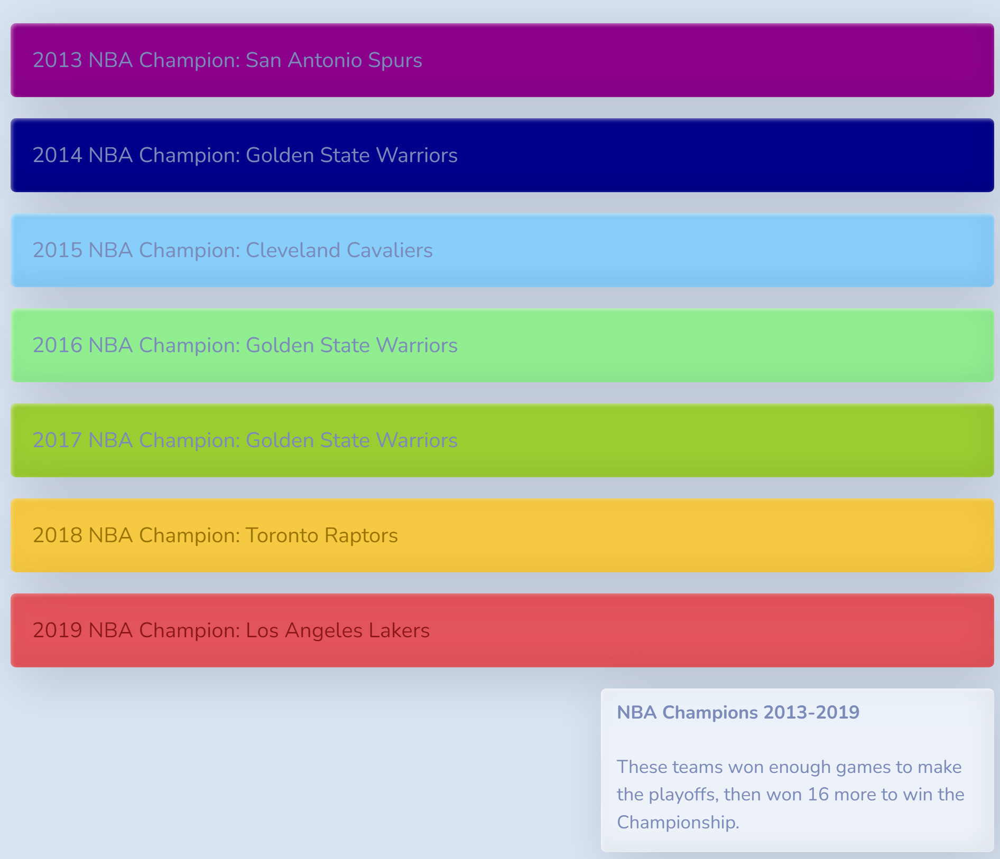 2013 NBA Champion: San Antonio Spurs
2014 NBA Champion: Golden State Warriors
2015 NBA Champion: Cleveland Cavaliers
2016 NBA Champion: Golden State Warriors
2017 NBA Champion: Golden State Warriors
2018 NBA Champion: Toronto Raptors
2019 NBA Champion: Los Angeles Lakers
NBA Champions 2013-2019
These teams won enough games to make
the playoffs, then won 16 more to win the
Championship.